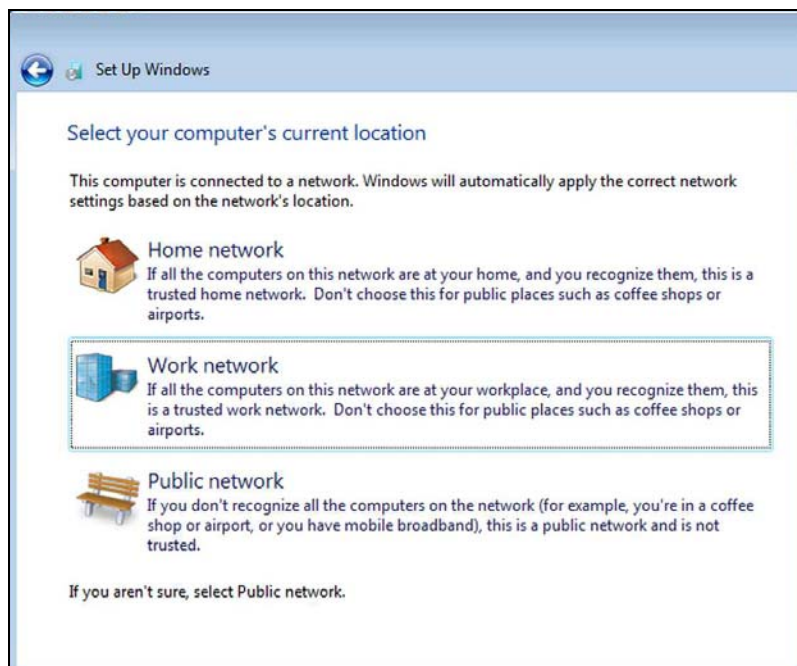 Set Up Windows
Select your computer's current location
This computer is connected to a network. Windows will automatically apply the correct network
settings based on the network's location.
Home network
If all the computers on this network are at your home, and you recognize them, this is a
trusted home network.  Don't choose this for public places such as coffee shops or
airports.
Work network
If all the computers on this network are at your workplace, and you recognize them, this
is a trusted work network.  Don't choose this for public places such as coffee shops or
airports.
Public network
If you don't recognize all the computers on the network (for example, you're in a coffee
shop or airport, or you have mobile broadband), this is a public network and is not
trusted.
If you aren't sure, select Public network.